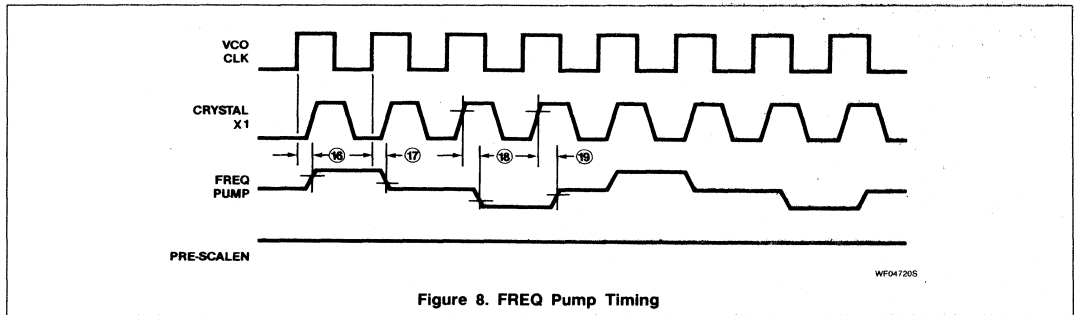 VCO
CLK
CRYSTAL
X1
16 17 18 19
FREQ
PUMP
PRE-SCALEN
WF04720S
Figure 8. FREQ Pump Timing